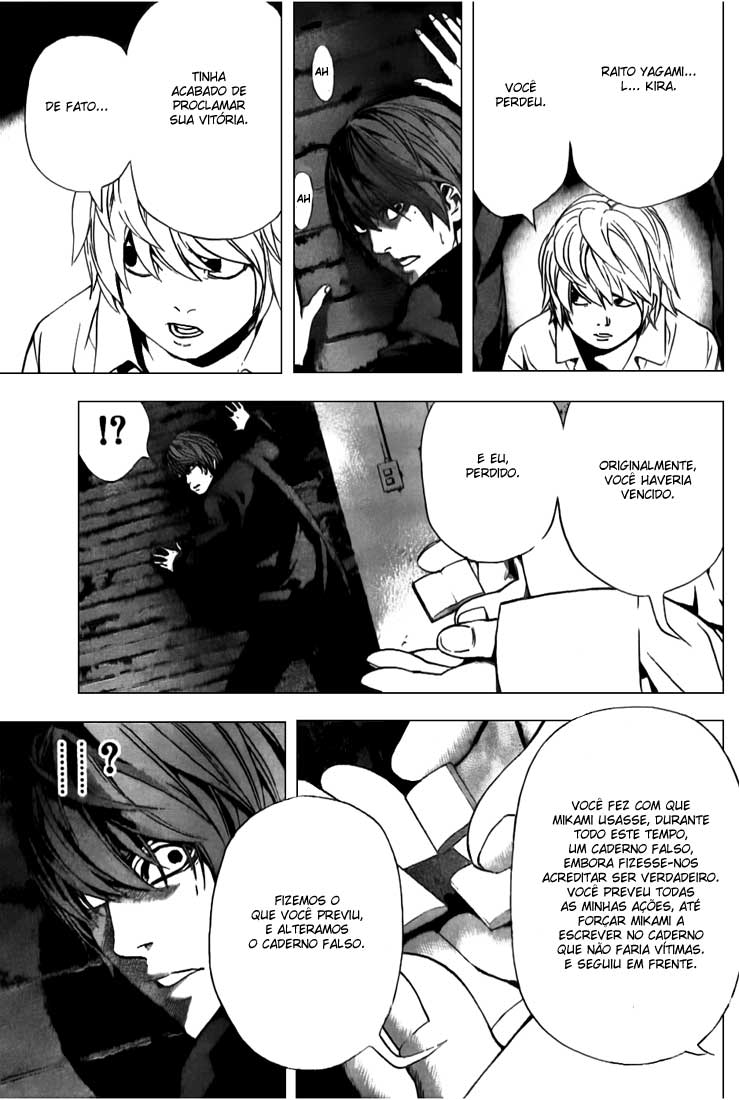 RAITO YAGAMI...
L... KIRA.
VOCÊ
PERDEU.
AH
AH
TINHA
ACABADO DE
PROCLAMAR
SUA VITÓRIA.
DE FATO...
ORIGINALMENTE,
VOCÊ HAVERIA
VENCIDO.
E EU,
PERDIDO.
!?
VOCÊ FEZ COM QUE
MIKAMI USASSE, DURANTE
TODO ESTE TEMPO,
UM CADERNO FALSO,
EMBORA FIZESSE-NOS
ACREDITAR SER VERDADEIRO.
VOCÊ PREVEU TODAS
AS MINHAS AÇÕES, ATÉ
FORÇAR MIKAMI A
ESCREVER NO CADERNO
QUE NÃO FARIA VÍTIMAS.
E SEGUIU EM FRENTE.
FIZEMOS O
QUE VOCÊ PREVIU,
E ALTERAMOS
O CADERNO FALSO.
......?